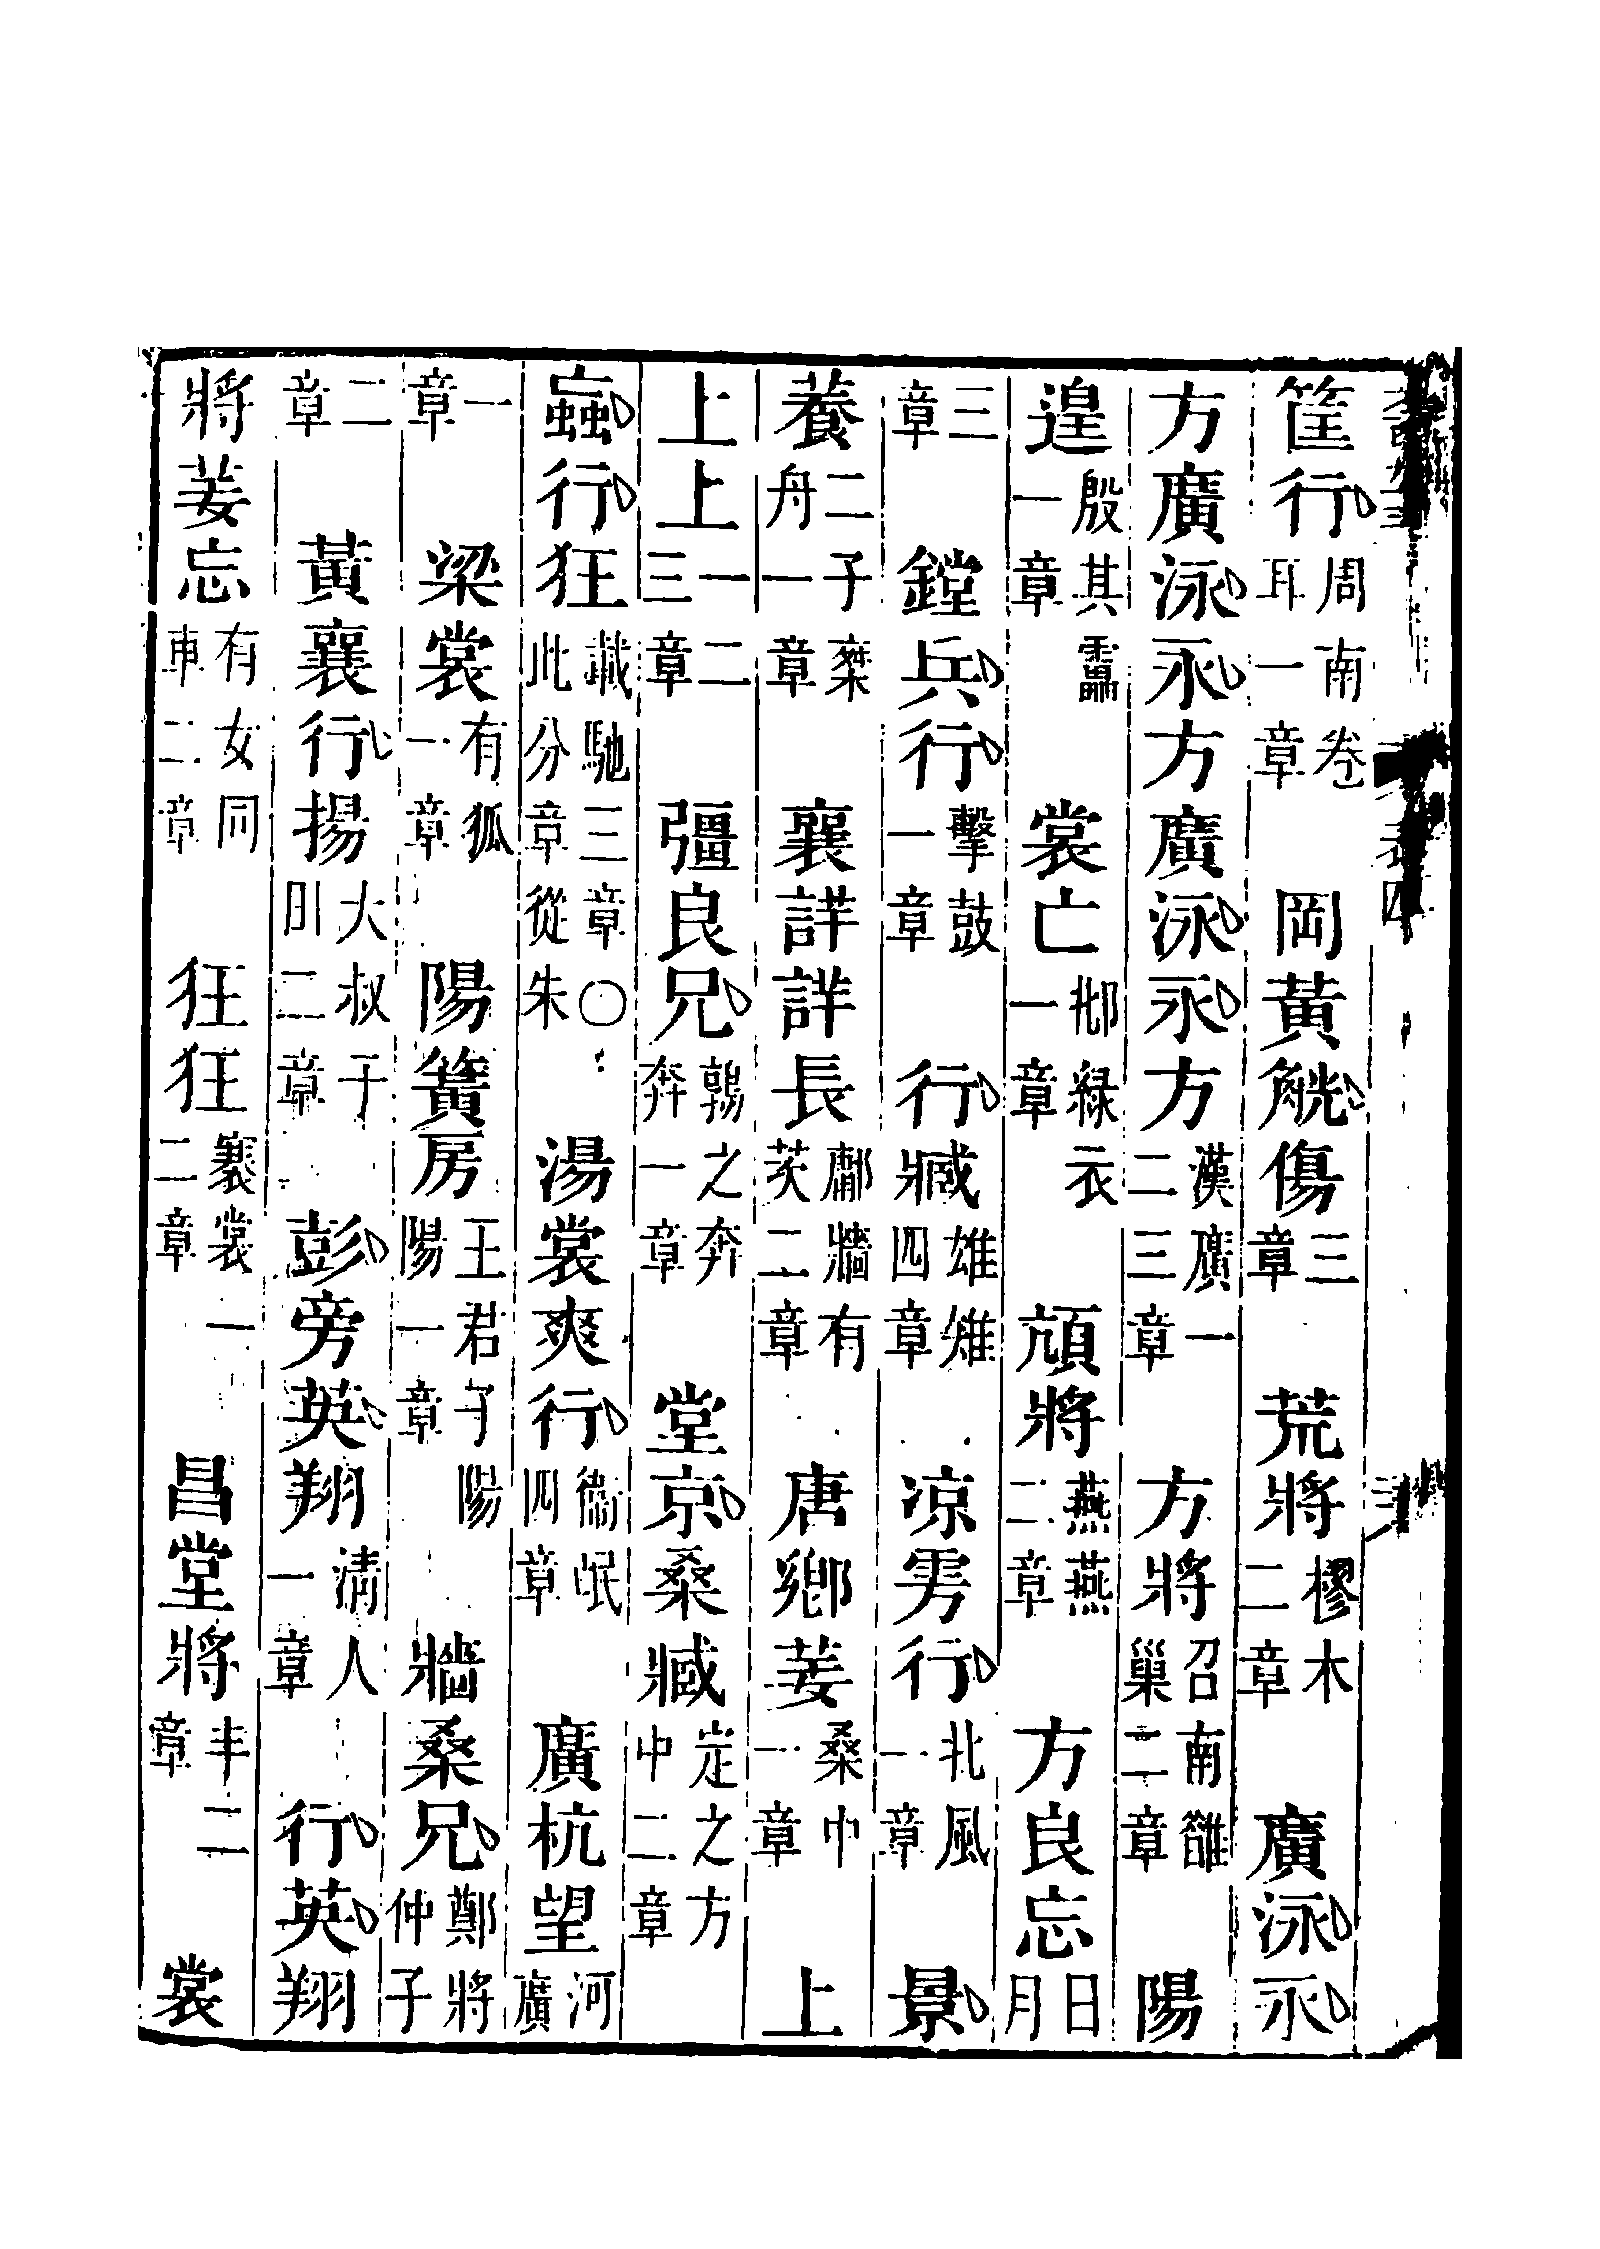 筐行周南卷耳一章 岡黃觥傷三章 荒將樛木二章 廣泳永
方廣泳永方廣泳永方漢廣一二三章 方將召南雒巢二章 陽
遑殷其靁一章 裳亡邶綠衣一章 頏將燕燕二章 方良忘日月
三章 鏜兵行擊鼓一章 行臧雄雉四章 凉雱行北風一章 景
養二子椉舟一章 襄詳詳長鄘牆有茨二章 唐鄉姜桑中一章 上
上上一二三章 彊良兄鶉之奔奔一章 堂京桑臧定之方中二章
蝱行狂載馳三章○此分章從朱 湯裳爽行衞氓四章 廣杭望河廣
一章 梁裳有狐一章 陽簧房王君子陽陽一章 牆桑兄鄭將仲子
二章 黃襄行揚大叔于田二章 彭旁英翔清人一章 行英翔
將姜忘有女同車二章 狂狂褰裳一二章 昌堂將丰二章 裳